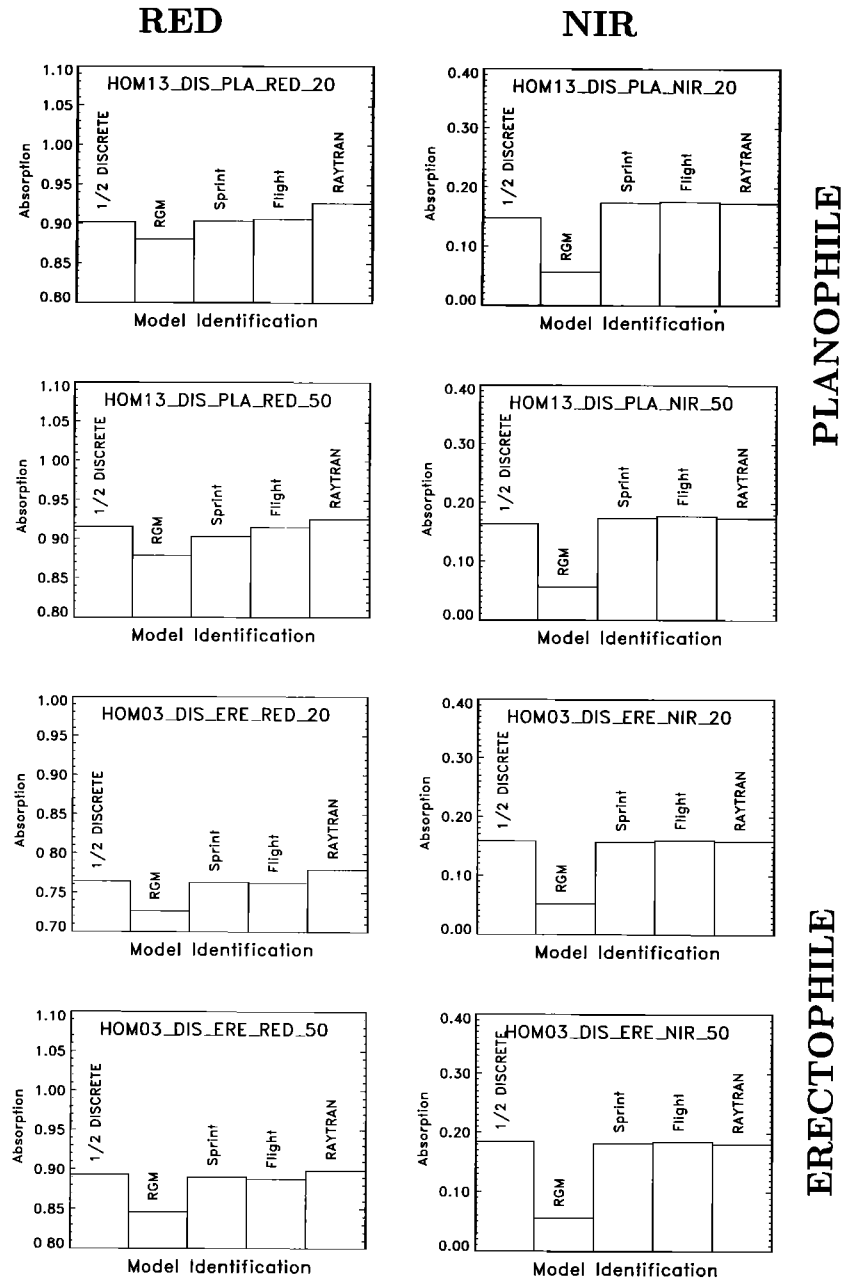 RED
NIR
HOM13_DIS_PLA_RED_20
Absorption
1.10
1.05
1.00
0.95
0.90
0.85
0.80
1/2 DISCRETE
RGM
Sprint
Flight
RAYTRAN
Model Identification
HOM13_DIS_PLA_NIR_20
Absorption
0.40
0.30
0.20
0.10
0.00
1/2 DISCRETE
RGM
Sprint
Flight
RAYTRAN
Model Identification
PLANOPHILE
HOM13_DIS_PLA_RED_50
Absorption
1.10
1.05
1 00
0.95
0 90
0.85
0.80
1/2 DISCRETE
RGM
Sprint
Flight
RAYTRAN
Model Identification
HOM13_DIS_PLA_NIR_50
Absorption
0.40
0.30
0.20
0.10
0.00
1/2 DISCRETE
RGM
Sprint
Flight
RAYTRAN
Model Identification
HOM03_DIS_ERE_RED_20
Absorption
1.00
0.95
0.90
0.85
0 80
0.75
0.70
1/2 DISCRETE
RGM
Sprint
Flight
RAYTRAN
Model Identification
HOM03_DIS_ERE_NIR_20
Absorption
0.40
0.30
0.20
0.10
0.00
1/2 DISCRETE
RGM
Sprint
Flight
RAYTRAN
Model Identification
ERECTOPHILE
HOM03_DIS_ERE_RED_50
Absorption
1.10
1.05
1.00
0.95
0.90
0.85
0 80
1/2 DISCRETE
RGM
Sprint
Flight
RAYTRAN
Model Identification
HOM03_DIS_ERE_NIR_50
Absorption
0.40
0.30
0.20
0.10
0.00
1/2 DISCRETE
RGM
Sprint
Flight
RAYTRAN
Model Identification